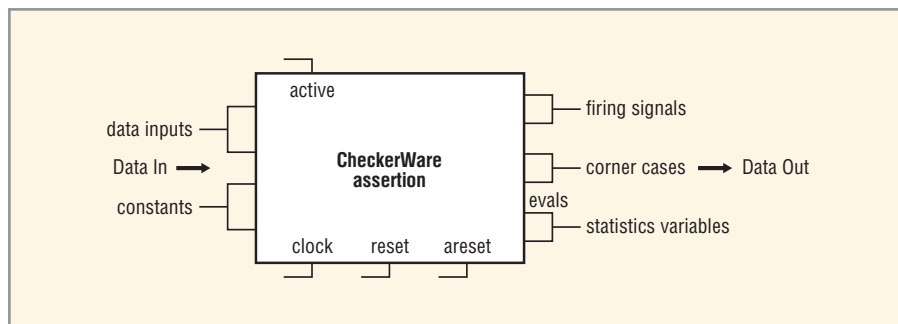 active
data inputs
firing signals
Data In
CheckerWare
assertion
corner cases
Data Out
constants
evals
statistics variables
clock
reset
areset